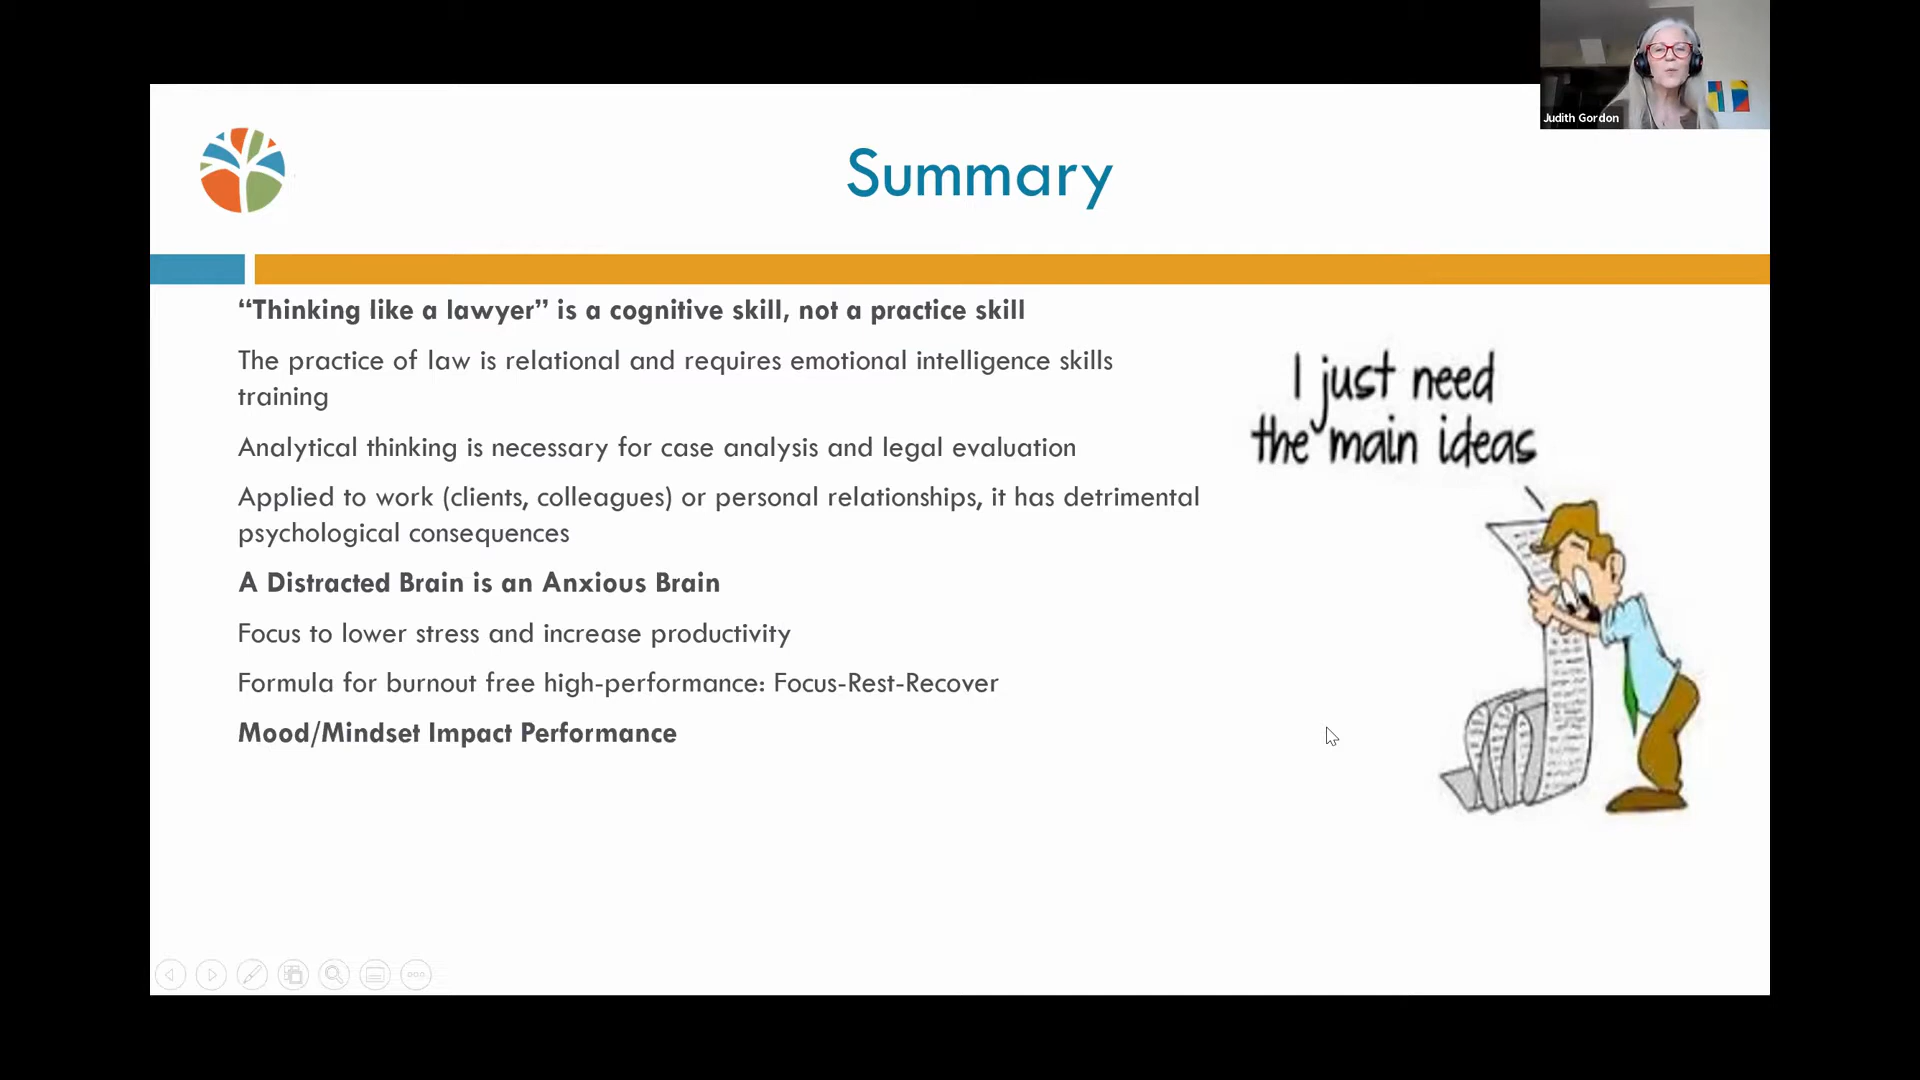 Judith Gordon
Summary
“Thinking like a lawyer” is a cognitive skill, not a practice skill
The practice of law is relational and requires emotional intelligence skills
training
Analytical thinking is necessary for case analysis and legal evaluation
Applied to work (clients, colleagues) or personal relationships, it has detrimental
psychological consequences
A Distracted Brain is an Anxious Brain
Focus to lower stress and increase productivity
Formula for burnout free high-performance: Focus-Rest-Recover
Mood/Mindset Impact Performance
I just need
the main ideas